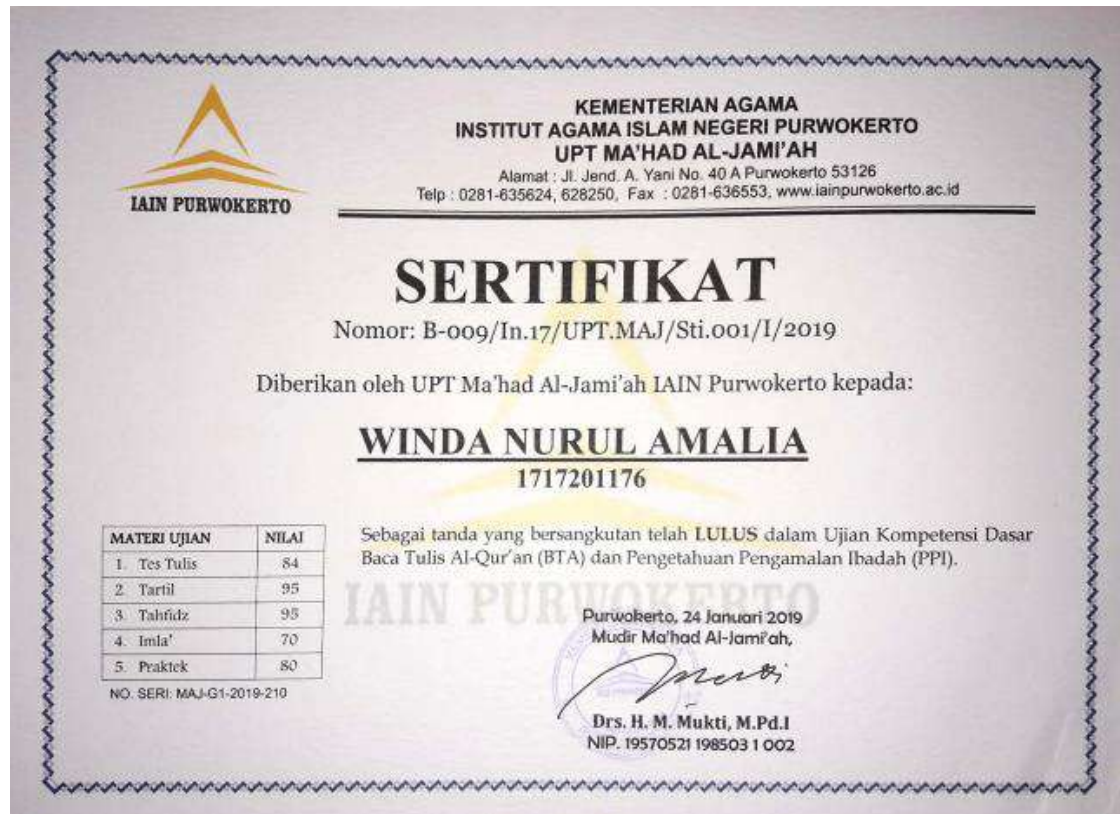 IAIN PURWOKERTO
KEMENTERIAN AGAMA
INSTITUT AGAMA ISLAM NEGERI PURWOKERTO
UPT MA'HAD AL-JAMI'AH
Alamat : Jl. Jend. A. Yani No. 40 A Purwokerto 53126
Telp : 0281-635624, 628250, Fax : 0281-636553, www.iainpurwokerto.ac.id
SERTIFIKAT
Nomor: B-009/In.17/UPT.MAJ/Sti.001/I/2019
Diberikan oleh UPT Ma'had Al-Jami'ah IAIN Purwokerto kepada:
WINDA NURUL AMALIA
1717201176
MATERI UJIAN NILAI
1. Tes Tulis 84
2. Tartil 95
3. Tahfidz 95
4. Imla' 70
5. Praktek 80
NO. SERI: MAJ-G1-2019-210
Sebagai tanda yang bersangkutan telah LULUS dalam Ujian Kompetensi Dasar
Baca Tulis Al-Qur'an (BTA) dan Pengetahuan Pengamalan Ibadah (PPI).
IAIN PURWOKERTO
Purwokerto, 24 Januari 2019
Mudir Ma'had Al-Jami'ah,
Drs. H. M. Mukti, M.Pd.I
NIP. 19570521 198503 1 002